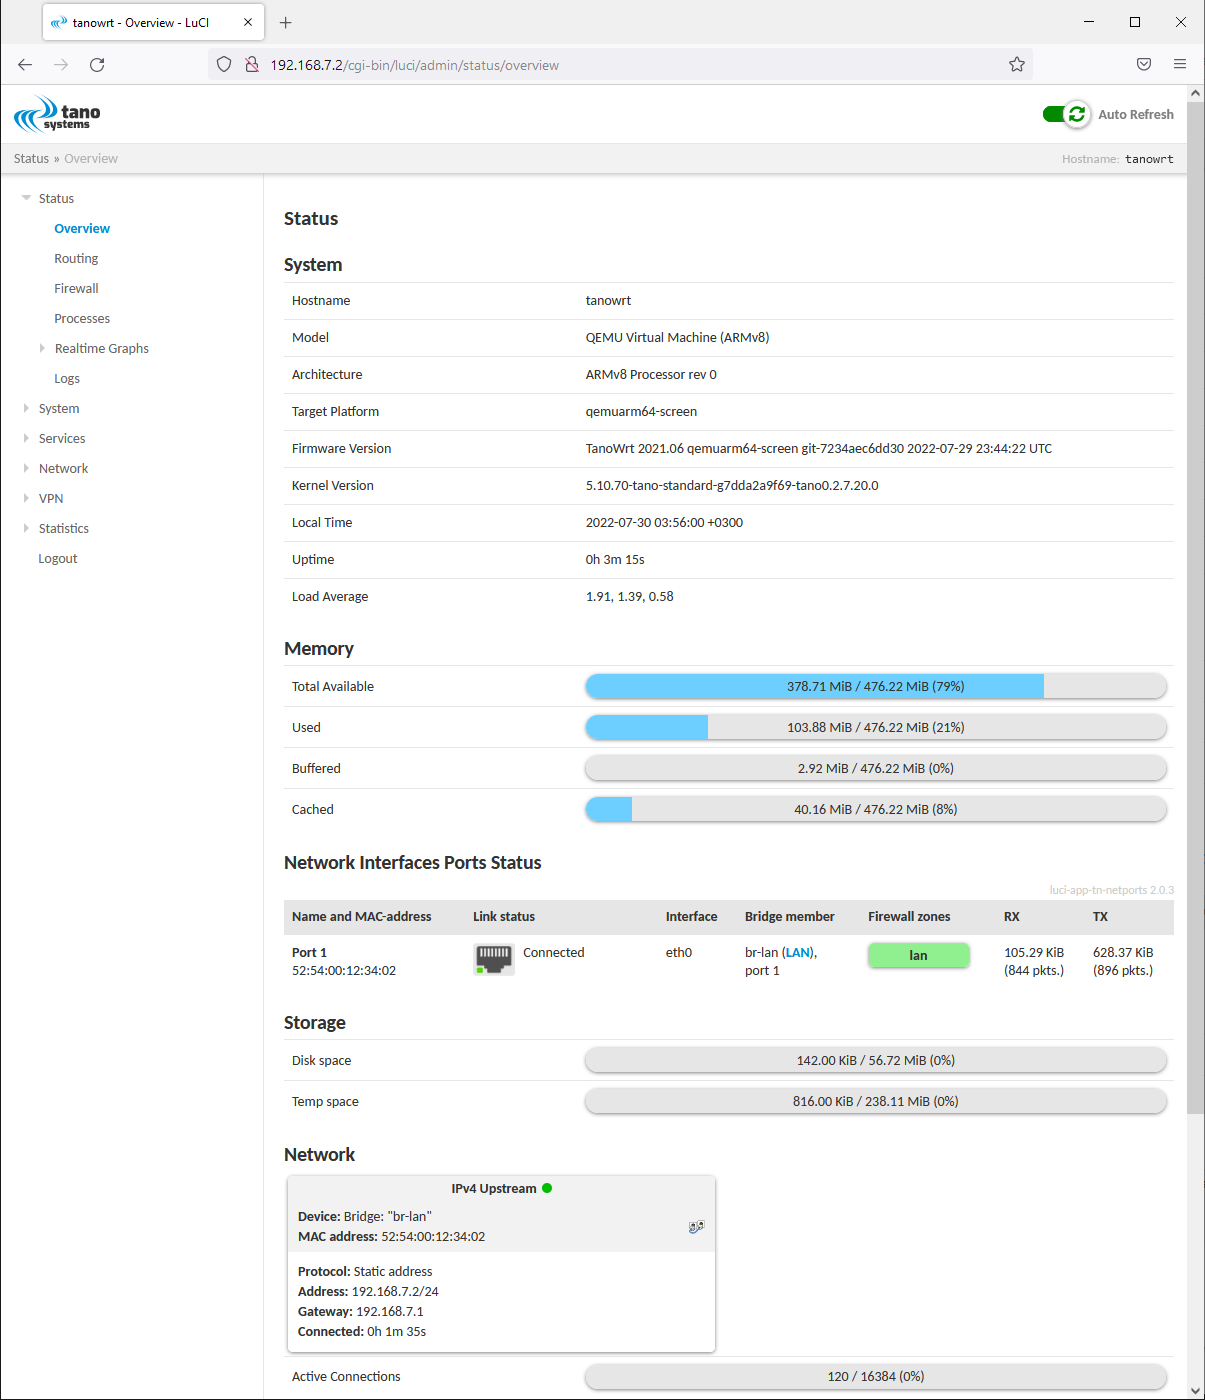 tanowrt - Overview - LuCI
192.168.7.2/cgi-bin/luci/admin/status/overview
tano
systems
Auto Refresh
Status » Overview
Hostname: tanowrt
Status
Overview
Routing
Firewall
Processes
Realtime Graphs
Logs
System
Services
Network
VPN
Statistics
Logout
Status
System
Hostname tanowrt
Model QEMU Virtual Machine (ARMv8)
Architecture ARMv8 Processor rev 0
Target Platform qemuarm64-screen
Firmware Version TanoWrt 2021.06 qemuarm64-screen git-7234aec6dd30 2022-07-29 23:44:22 UTC
Kernel Version 5.10.70-tano-standard-g7dda2a9f69-tano0.2.7.20.0
Local Time 2022-07-30 03:56:00 +0300
Uptime 0h 3m 15s
Load Average 1.91, 1.39, 0.58
Memory
Total Available 378.71 MiB / 476.22 MiB (79%)
Used 103.88 MiB / 476.22 MiB (21%)
Buffered 2.92 MiB / 476.22 MiB (0%)
Cached 40.16 MiB / 476.22 MiB (8%)
Network Interfaces Ports Status
luci-app-tn-netports 2.0.3
Name and MAC-address Link status Interface Bridge member Firewall zones RX TX
Port 1 Connected eth0 br-lan (LAN), lan 105.29 KiB 628.37 KiB
52:54:00:12:34:02 port 1 (844 pkts.) (896 pkts.)
Storage
Disk space 142.00 KiB / 56.72 MiB (0%)
Temp space 816.00 KiB / 238.11 MiB (0%)
Network
IPv4 Upstream
Device: Bridge: "br-lan"
MAC address: 52:54:00:12:34:02
Protocol: Static address
Address: 192.168.7.2/24
Gateway: 192.168.7.1
Connected: 0h 1m 35s
Active Connections 120 / 16384 (0%)